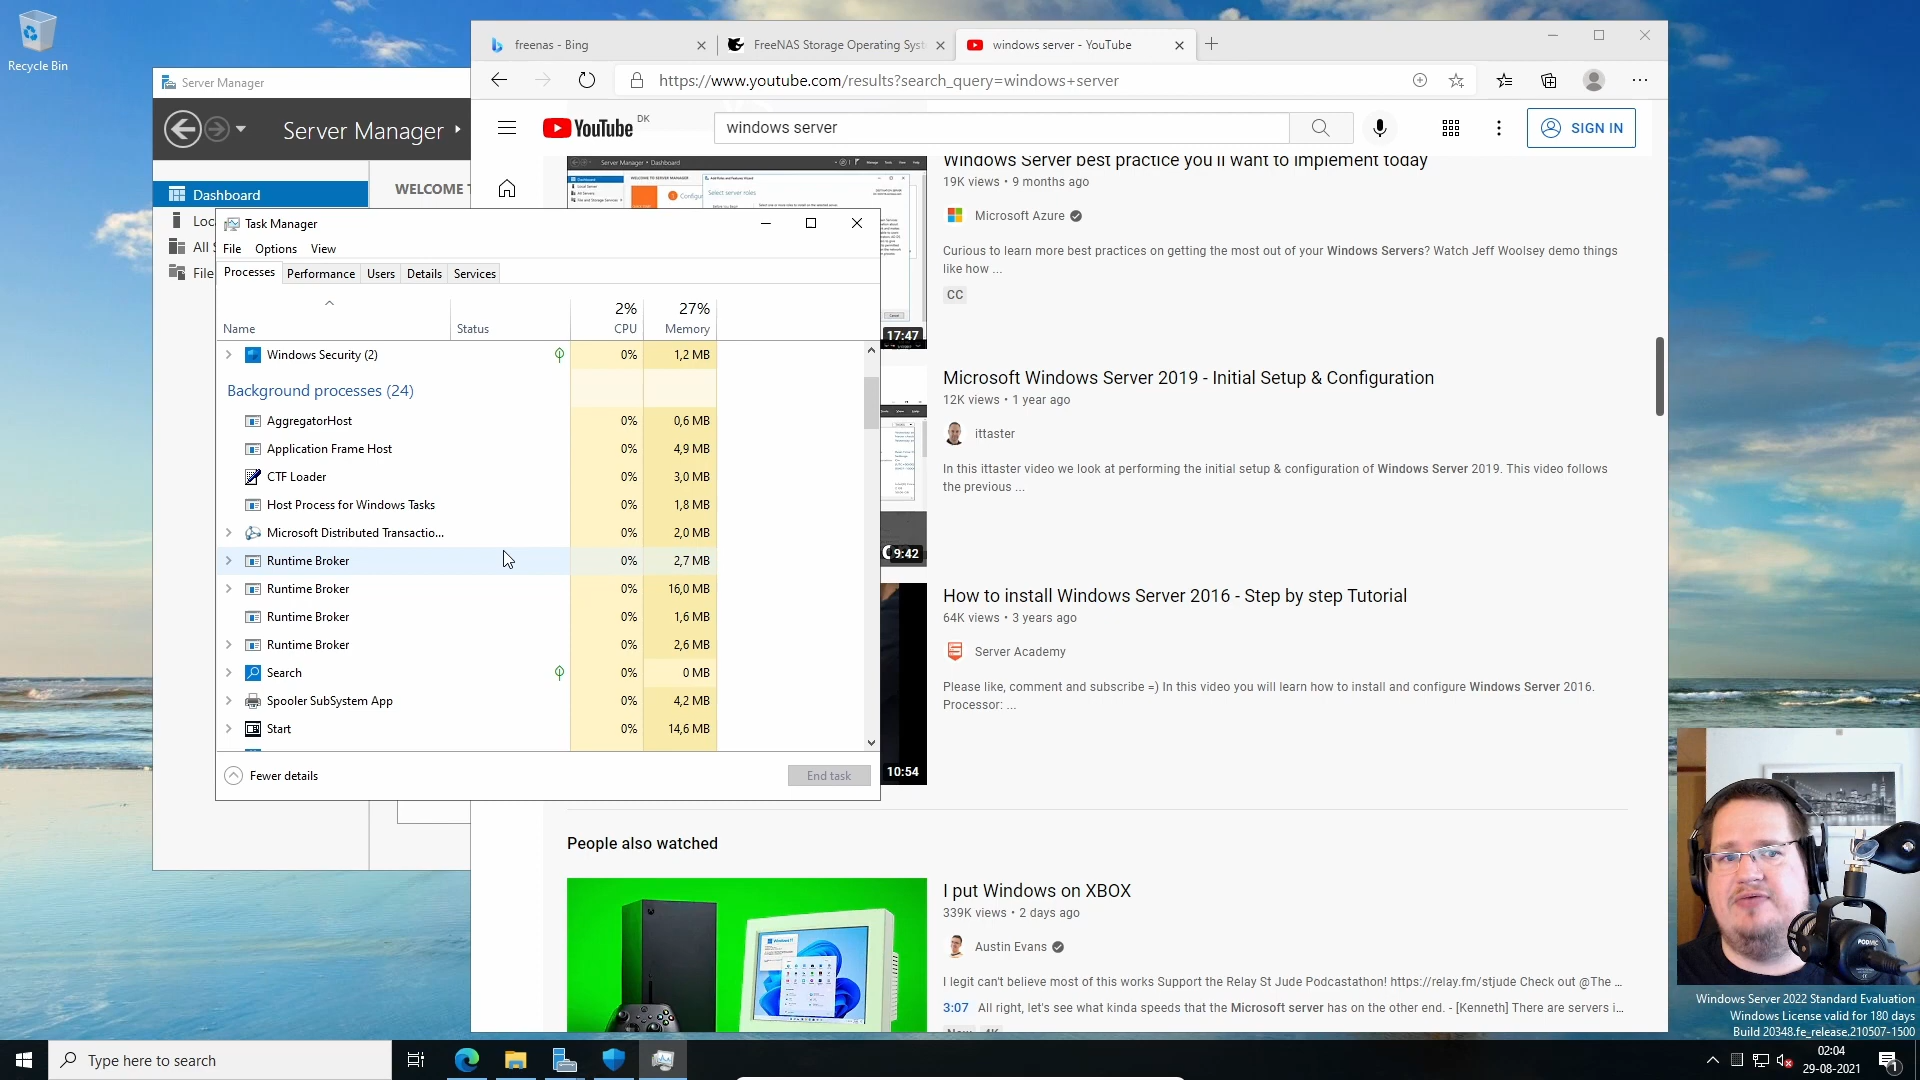 Recycle Bin
Server Manager
Server Manager
Dashboard
WELCOME T
Loc
All S
File
freenas - Bing
FreeNAS Storage Operating Syst
windows server - YouTube
https://www.youtube.com/results?search_query=windows+server
YouTube
DK
windows server
SIGN IN
Windows Server best practice you'll want to implement today
19K views • 9 months ago
Microsoft Azure
Curious to learn more best practices on getting the most out of your Windows Servers? Watch Jeff Woolsey demo things
like how ...
CC
17:47
Microsoft Windows Server 2019 - Initial Setup & Configuration
12K views • 1 year ago
ittaster
In this ittaster video we look at performing the initial setup & configuration of Windows Server 2019. This video follows
the previous ...
9:42
How to install Windows Server 2016 - Step by step Tutorial
64K views • 3 years ago
Server Academy
Please like, comment and subscribe =) In this video you will learn how to install and configure Windows Server 2016.
Processor: ...
10:54
People also watched
I put Windows on XBOX
339K views • 2 days ago
Austin Evans
I legit can't believe most of this works Support the Relay St Jude Podcastathon! https://relay.fm/stjude Check out @The ...
3:07 All right, let's see what kinda speeds that the Microsoft server has on the other end. - [Kenneth] There are servers i...
New 4K
Task Manager
File Options View
Processes Performance Users Details Services
2% 27%
Name Status CPU Memory
Windows Security (2) 0% 1,2 MB
Background processes (24)
AggregatorHost 0% 0,6 MB
Application Frame Host 0% 4,9 MB
CTF Loader 0% 3,0 MB
Host Process for Windows Tasks 0% 1,8 MB
Microsoft Distributed Transactio... 0% 2,0 MB
Runtime Broker 0% 2,7 MB
Runtime Broker 0% 16,0 MB
Runtime Broker 0% 1,6 MB
Runtime Broker 0% 2,6 MB
Search 0% 0 MB
Spooler SubSystem App 0% 4,2 MB
Start 0% 14,6 MB
Fewer details
End task
PODMIC
Windows Server 2022 Standard Evaluation
Windows License valid for 180 days
Build 20348.fe_release.210507-1500
Type here to search
02:04
29-08-2021
1